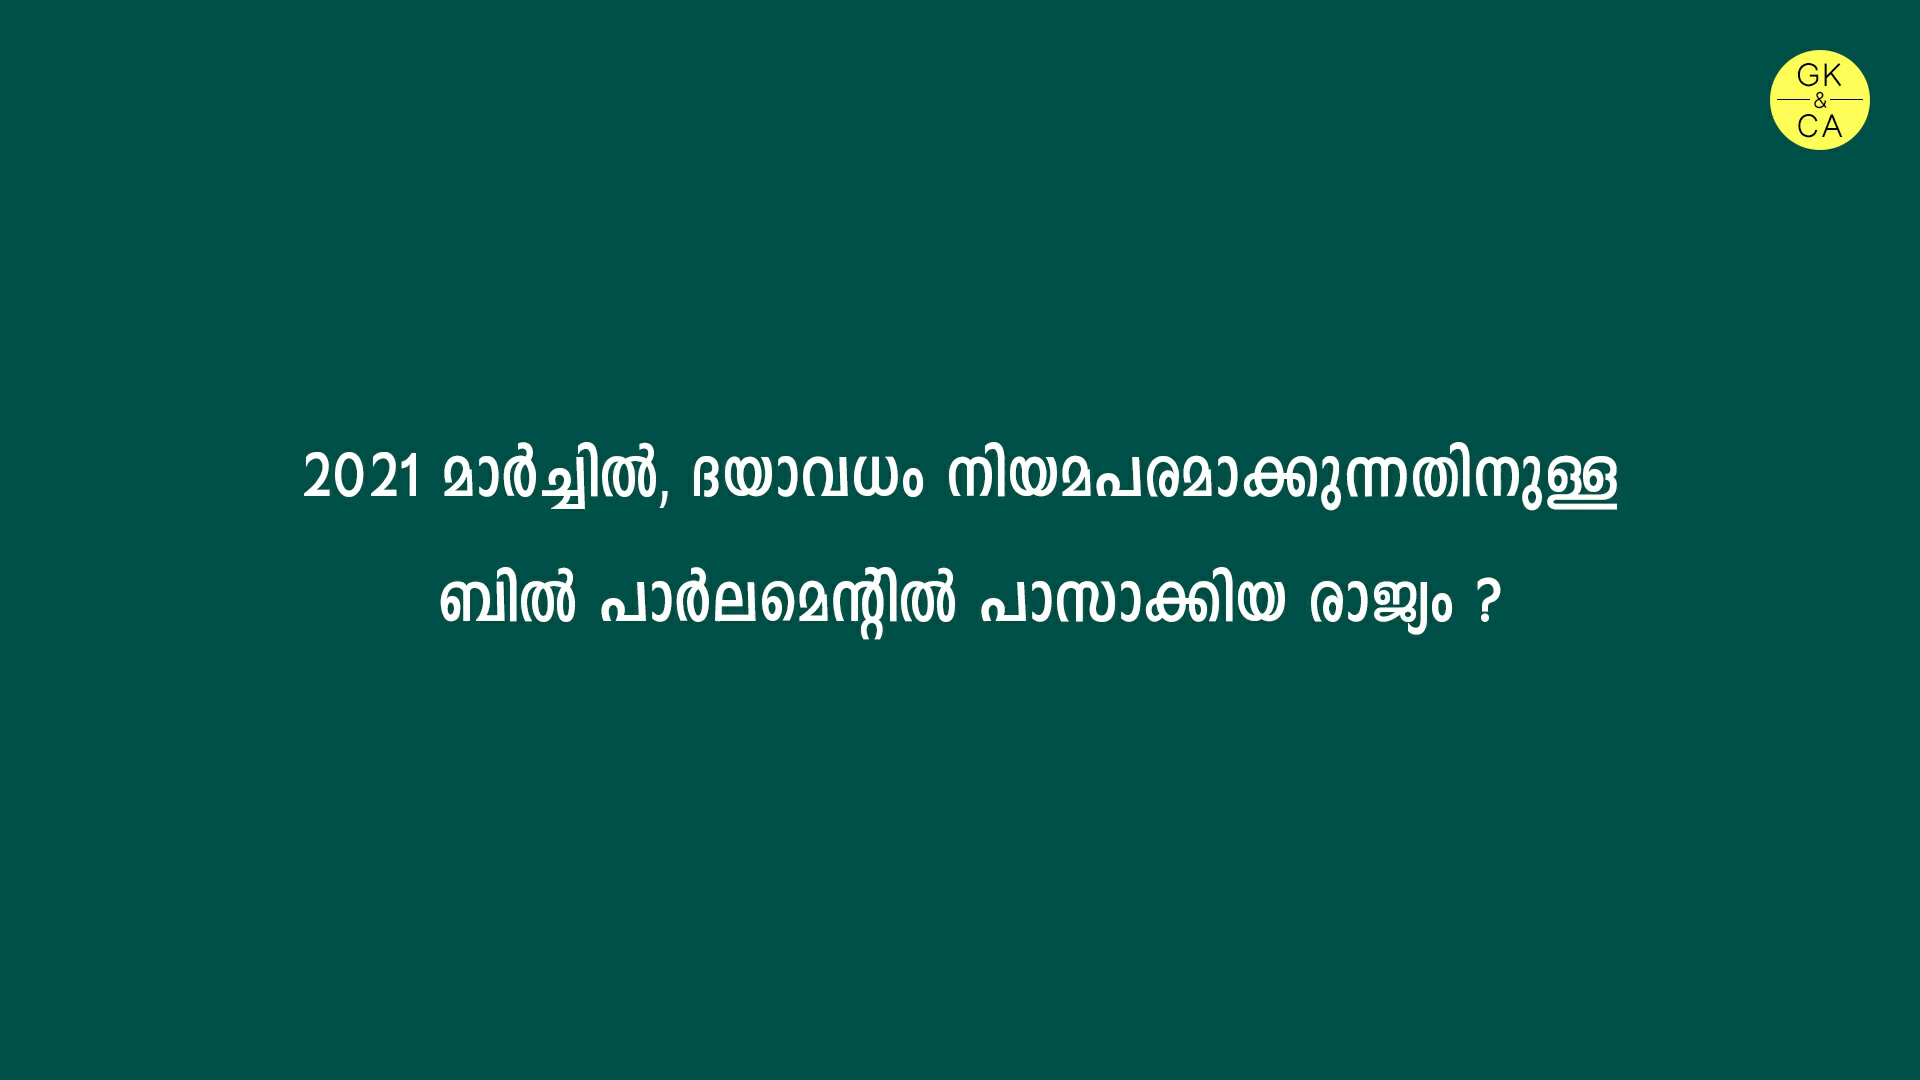 GK
&
CA
2021 മാർച്ചിൽ, ദയാവധം നിയമപരമാക്കുന്നതിനുള്ള
ബിൽ പാർലമെന്റിൽ പാസാക്കിയ രാജ്യം ?